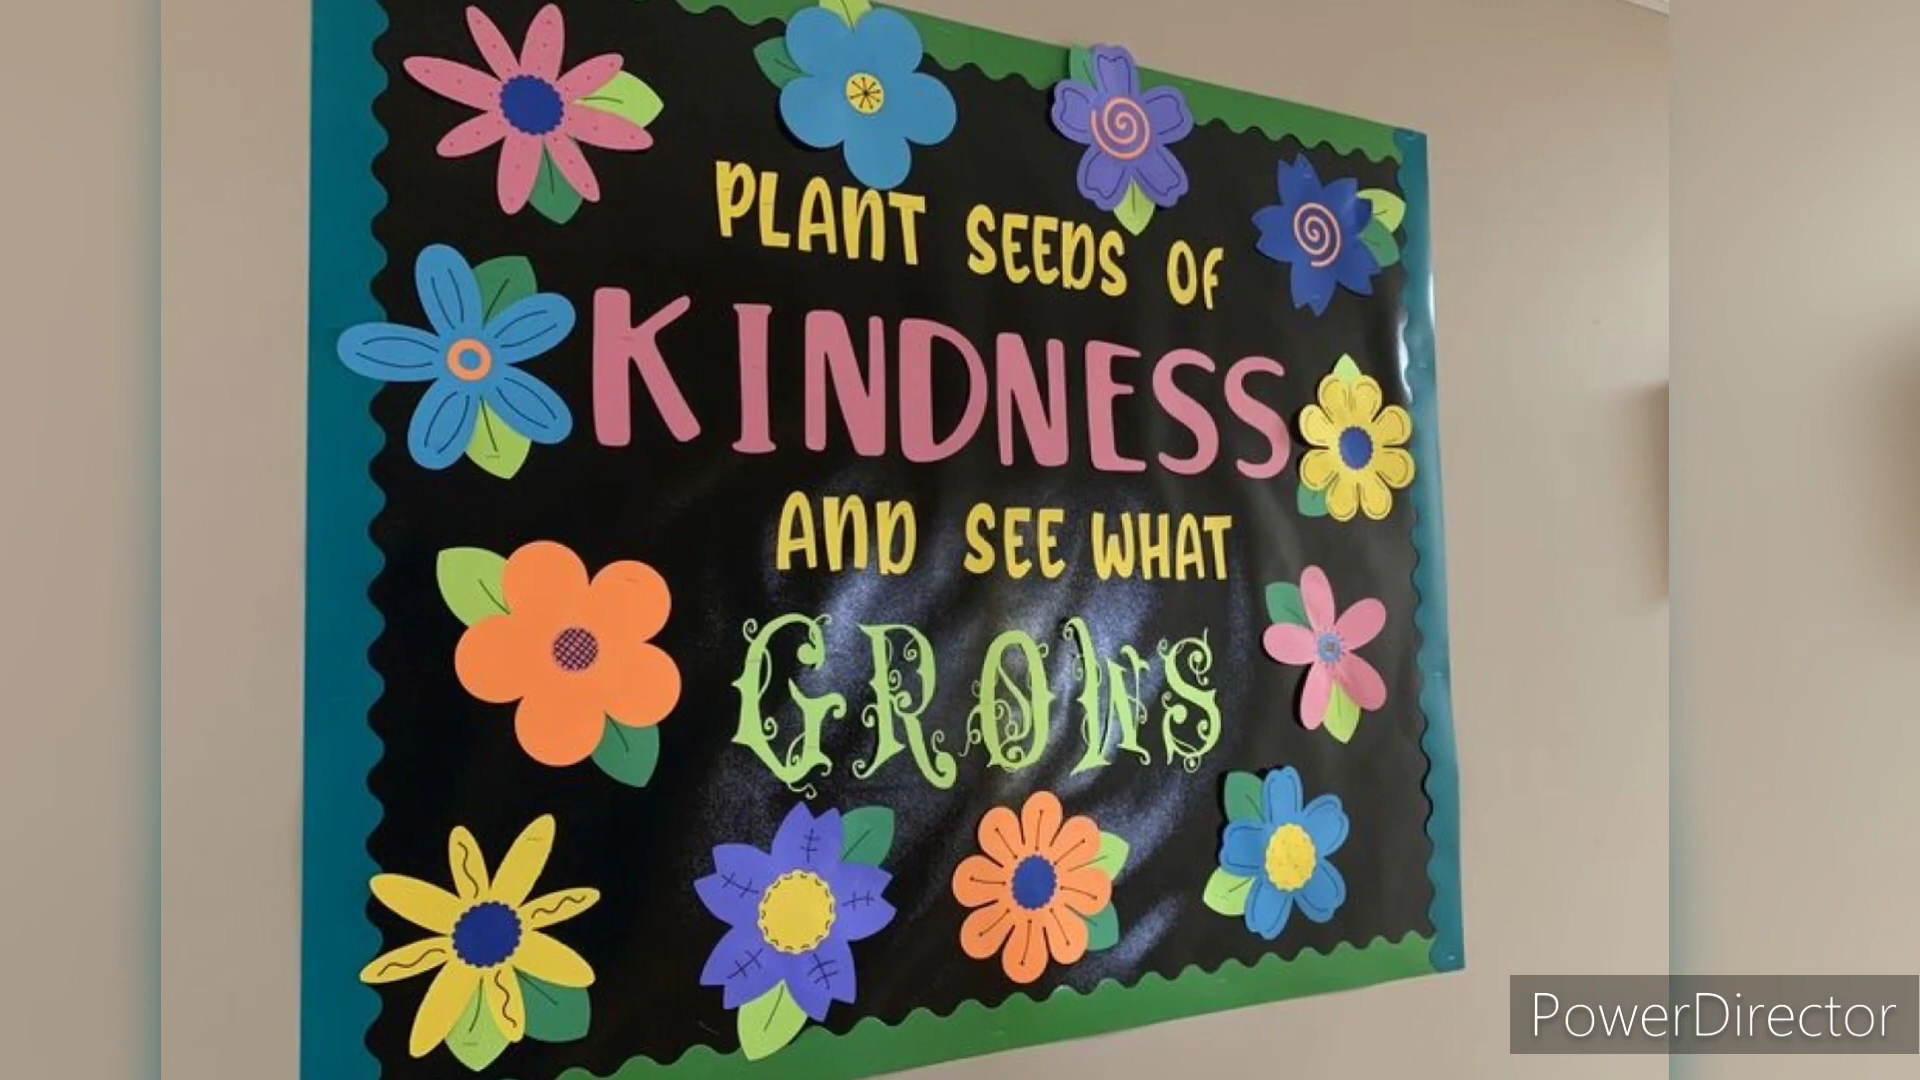 PLANT SEEDS OF
KINDNESS
AND SEE WHAT
GROWS
PowerDirector